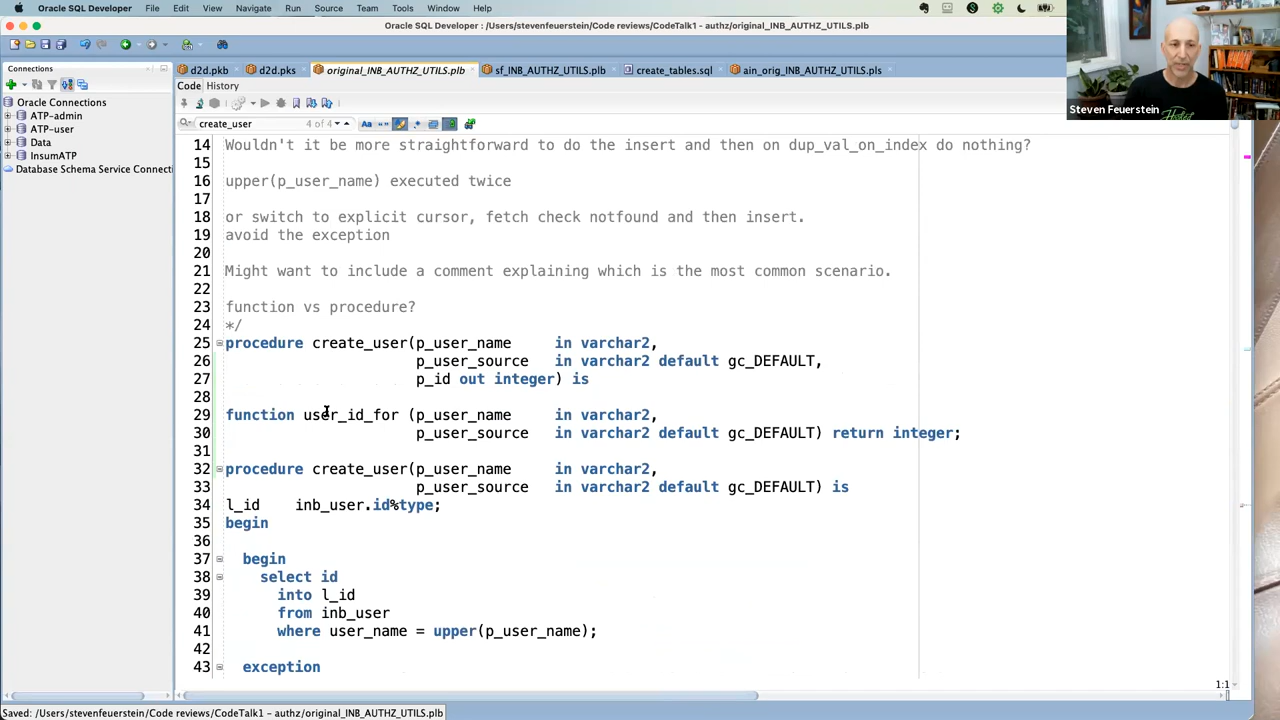 SQL Developer File Edit View Navigate Run Source Team Tools Window Help
Oracle SQL Developer : /Users/stevenfeuerstein/Code reviews/CodeTalk1 - authz/original_INB_AUTHZ_UTILS.plb
Steven Feuerstein
Connections
d2d.pkb d2d.pks original_INB_AUTHZ_UTILS.plb sf_INB_AUTHZ_UTILS.plb create_tables.sql ain_orig_INB_AUTHZ_UTILS.pls
Code History
Oracle Connections
ATP-admin
ATP-user
Data
InsumATP
Database Schema Service Connecti
create_user 4 of 4 Aa
14 Wouldn't it be more straightforward to do the insert and then on dup_val_on_index do nothing?
15
16 upper(p_user_name) executed twice
17
18 or switch to explicit cursor, fetch check notfound and then insert.
19 avoid the exception
20
21 Might want to include a comment explaining which is the most common scenario.
22
23 function vs procedure?
24 */
25 procedure create_user(p_user_name in varchar2,
26 p_user_source in varchar2 default gc_DEFAULT,
27 p_id out integer) is
28
29 function user_id_for (p_user_name in varchar2,
30 p_user_source in varchar2 default gc_DEFAULT) return integer;
31
32 procedure create_user(p_user_name in varchar2,
33 p_user_source in varchar2 default gc_DEFAULT) is
34 l_id inb_user.id%type;
35 begin
36
37 begin
38 select id
39 into l_id
40 from inb_user
41 where user_name = upper(p_user_name);
42
43 exception
1:1
Saved: /Users/stevenfeuerstein/Code reviews/CodeTalk1 - authz/original_INB_AUTHZ_UTILS.plb